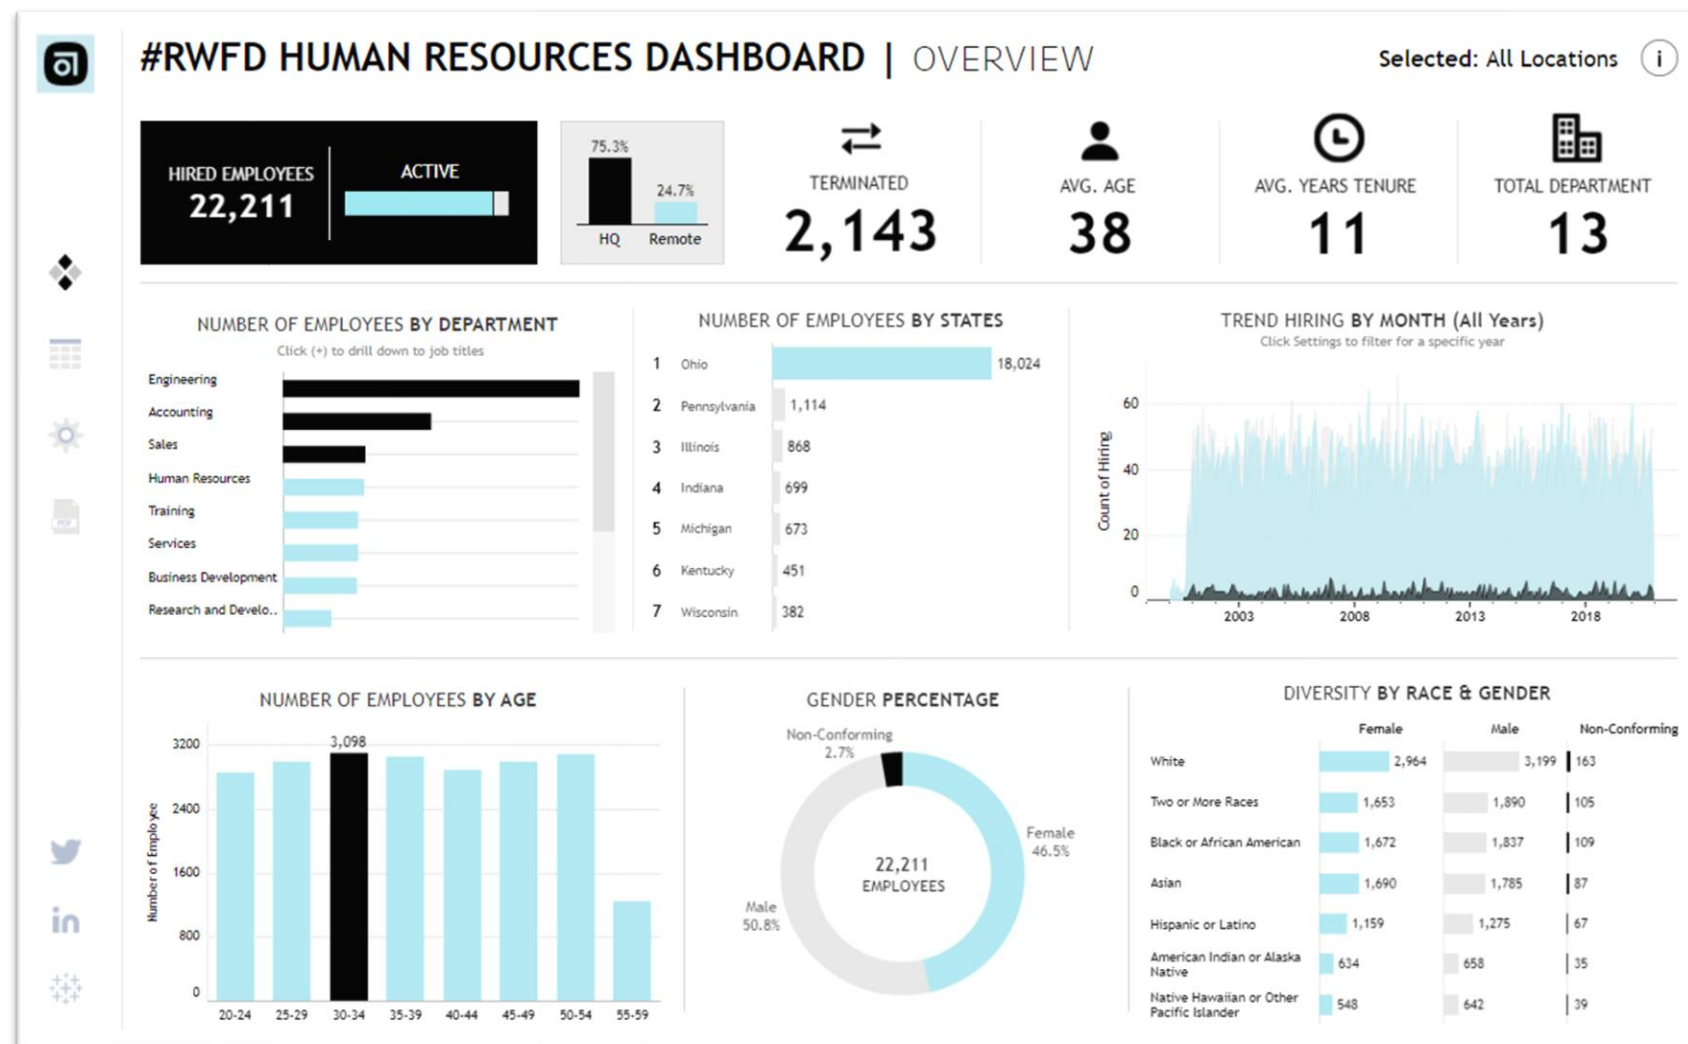 #RWFD HUMAN RESOURCES DASHBOARD | OVERVIEW
Selected: All Locations
i
HIRED EMPLOYEES
22,211
ACTIVE
75.3%
24.7%
HQ
Remote
TERMINATED
2,143
AVG. AGE
38
AVG. YEARS TENURE
11
TOTAL DEPARTMENT
13
NUMBER OF EMPLOYEES BY DEPARTMENT
Click (+) to drill down to job titles
Engineering
Accounting
Sales
Human Resources
Training
Services
Business Development
Research and Develo..
NUMBER OF EMPLOYEES BY STATES
1 Ohio 18,024
2 Pennsylvania 1,114
3 Illinois 868
4 Indiana 699
5 Michigan 673
6 Kentucky 451
7 Wisconsin 382
TREND HIRING BY MONTH (All Years)
Click Settings to filter for a specific year
Count of Hiring
60
40
20
0
2003 2008 2013 2018
NUMBER OF EMPLOYEES BY AGE
Number of Employee
3200
2400
1600
800
0
3,098
20-24 25-29 30-34 35-39 40-44 45-49 50-54 55-59
GENDER PERCENTAGE
Non-Conforming
2.7%
Female
46.5%
22,211
EMPLOYEES
Male
50.8%
DIVERSITY BY RACE & GENDER
Female Male Non-Conforming
White 2,964 3,199 163
Two or More Races 1,653 1,890 105
Black or African American 1,672 1,837 109
Asian 1,690 1,785 87
Hispanic or Latino 1,159 1,275 67
American Indian or Alaska
Native 634 658 35
Native Hawaiian or Other
Pacific Islander 548 642 39
PDF
in